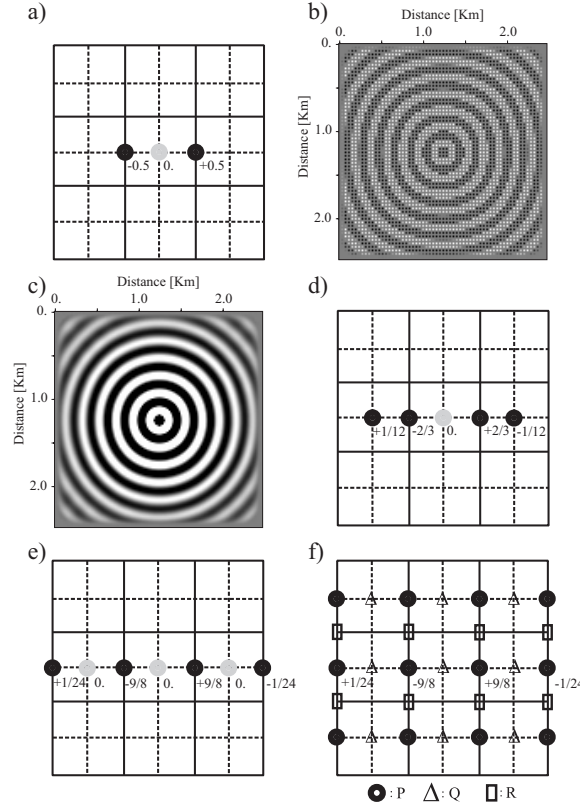 a)
-0.5 0. +0.5
b)
Distance [Km]
0. 1.0 2.0
Distance [Km]
0.
1.0
2.0
c)
Distance [Km]
0. 1.0 2.0
Distance [Km]
0.
1.0
2.0
d)
+1/12 -2/3 0. +2/3 -1/12
e)
+1/24 0. -9/8 0. +9/8 0. -1/24
f)
+1/24 -9/8 +9/8 -1/24
: P : Q : R